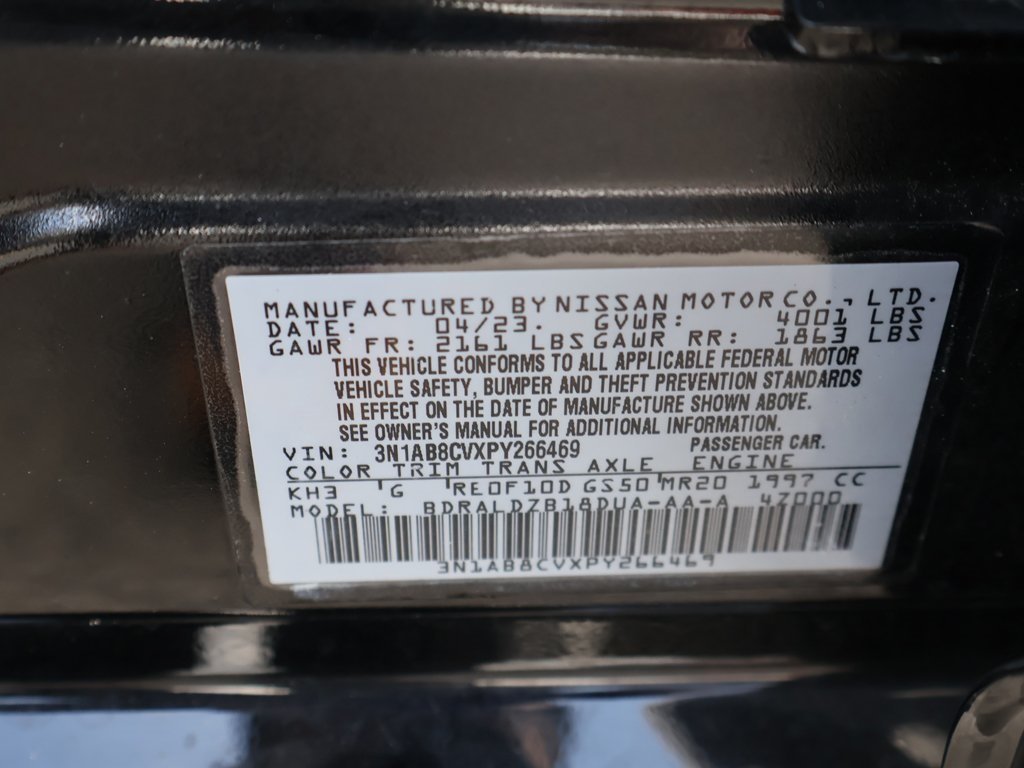 MANUFACTURED BY NISSAN MOTOR CO., LTD.
DATE: 04/23. GVWR: 4001 LBS
GAWR FR: 2161 LBS GAWR RR: 1863 LBS
THIS VEHICLE CONFORMS TO ALL APPLICABLE FEDERAL MOTOR
VEHICLE SAFETY, BUMPER AND THEFT PREVENTION STANDARDS
IN EFFECT ON THE DATE OF MANUFACTURE SHOWN ABOVE.
SEE OWNER'S MANUAL FOR ADDITIONAL INFORMATION.
VIN: 3N1AB8CVXPY266469 PASSENGER CAR.
COLOR TRIM TRANS AXLE ENGINE
KH3 G RE0F10D GS50 MR20 1997 CC
MODEL: BDRALDZB18DUA-AA-A 4Z000
3N1AB8CVXPY266469